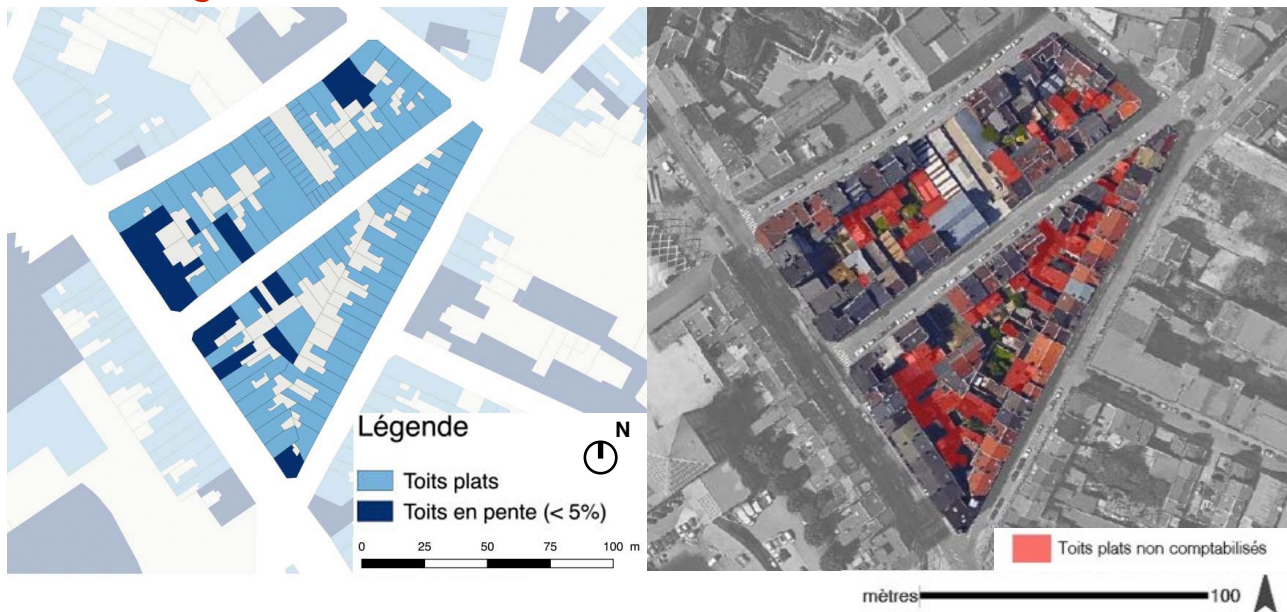 Légende
N
Toits plats
Toits en pente (< 5%)
0 25 50 75 100 m
Toits plats non comptabilisés
mètres 100